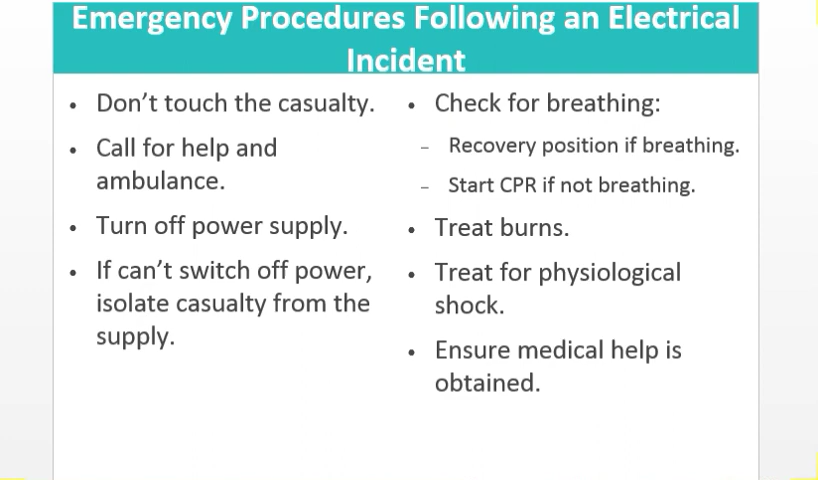 Emergency Procedures Following an Electrical
Incident
• Don’t touch the casualty.
• Call for help and
ambulance.
• Turn off power supply.
• If can’t switch off power,
isolate casualty from the
supply.
• Check for breathing:
– Recovery position if breathing.
– Start CPR if not breathing.
• Treat burns.
• Treat for physiological
shock.
• Ensure medical help is
obtained.